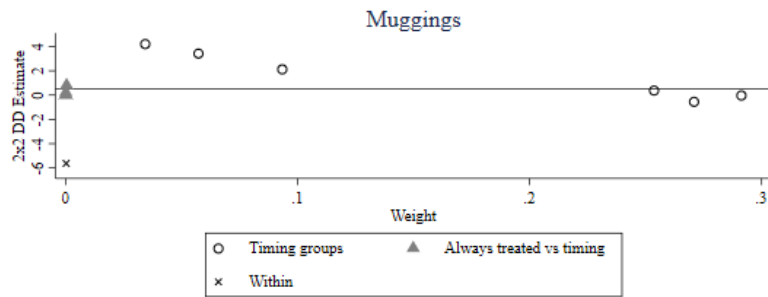 Muggings
2x2 DD Estimate
4
2
0
-2
-4
-6
0 .1 .2 .3
Weight
Timing groups Always treated vs timing
Within